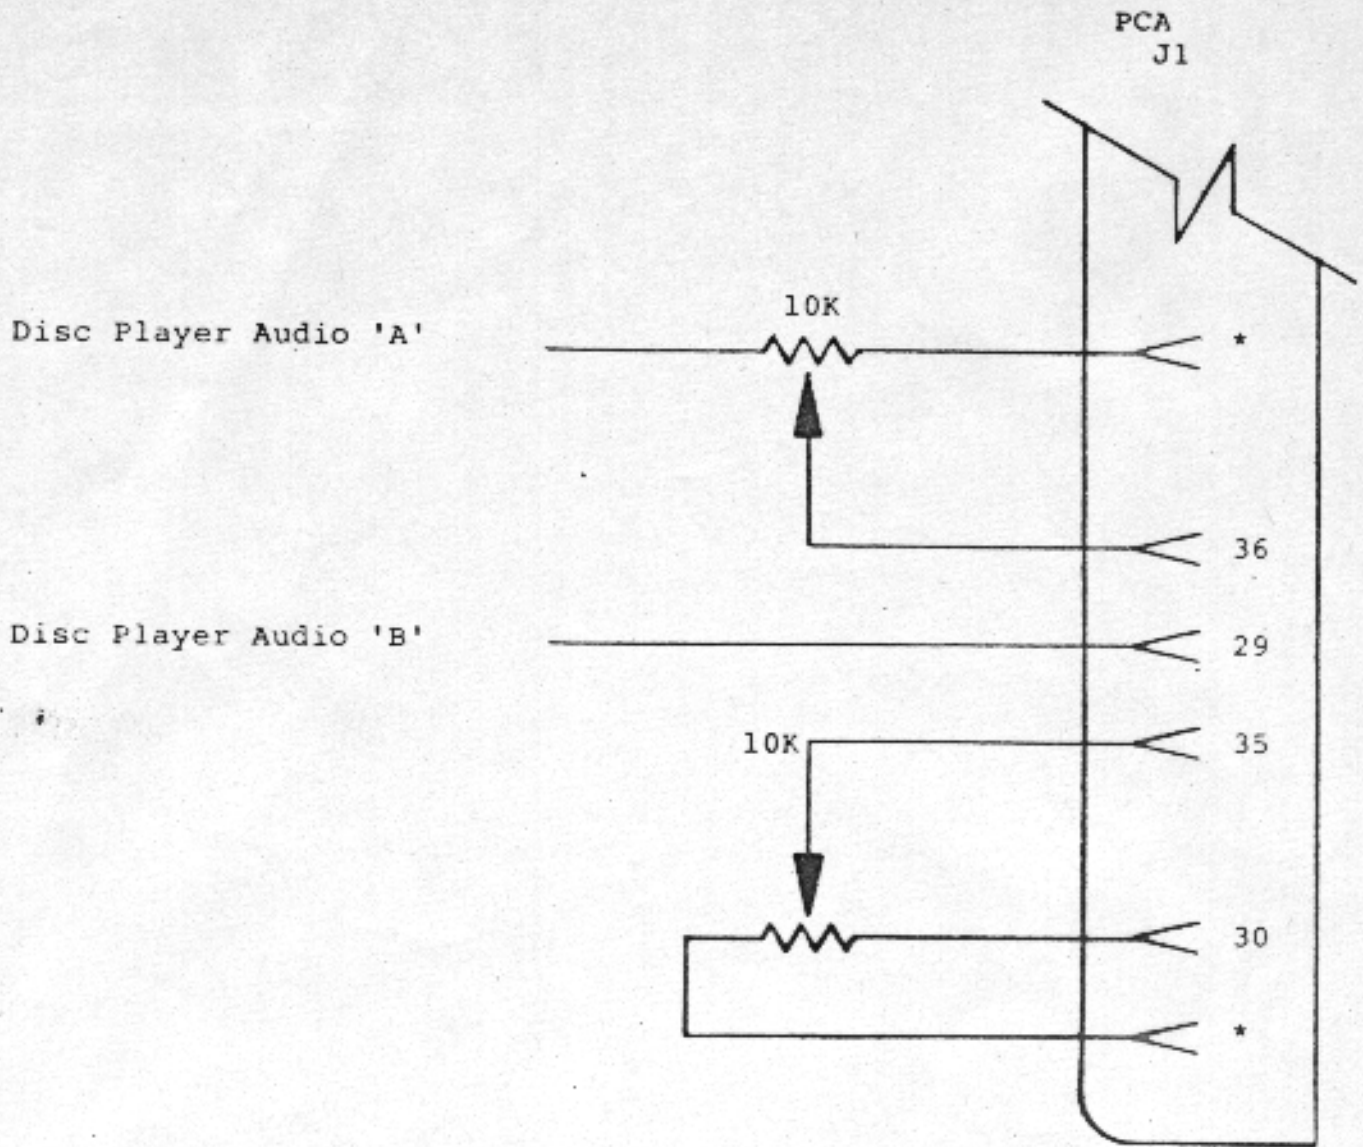 PCA
J1
10K
Disc Player Audio 'A'
*
36
Disc Player Audio 'B'
29
10K
35
30
*